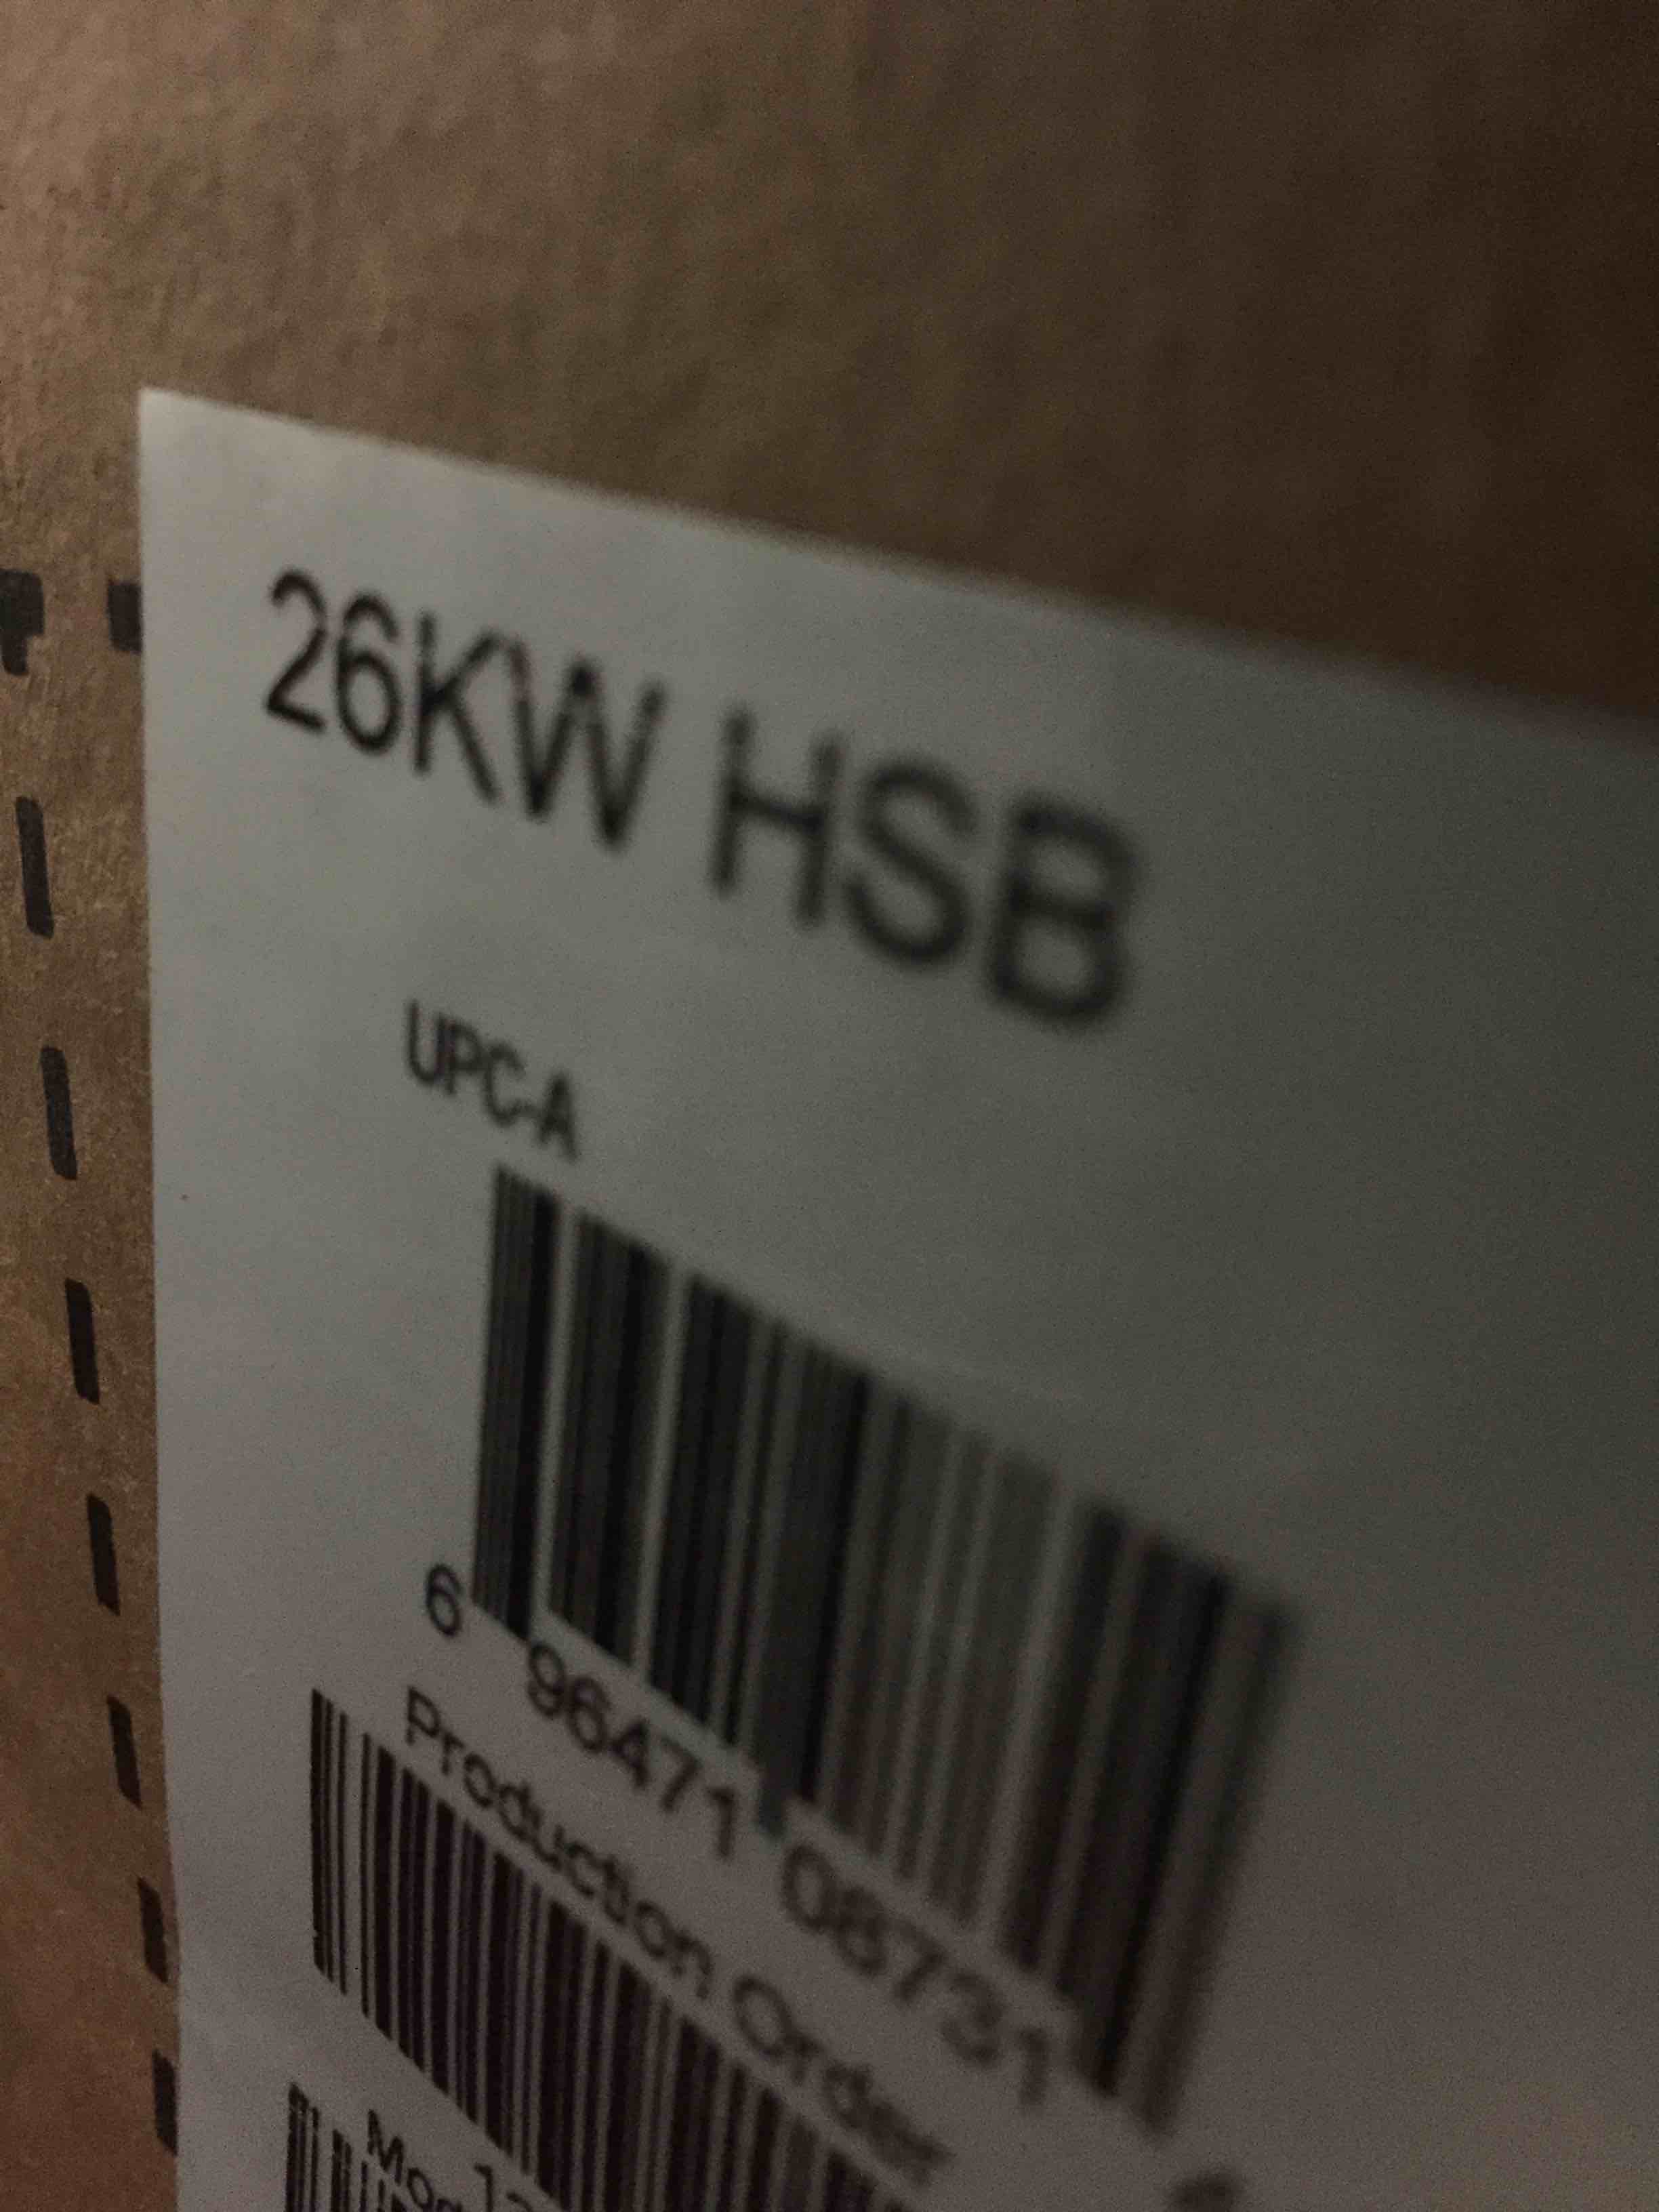 26KW HSB
UPC-A
6 96471 08731
Production Order